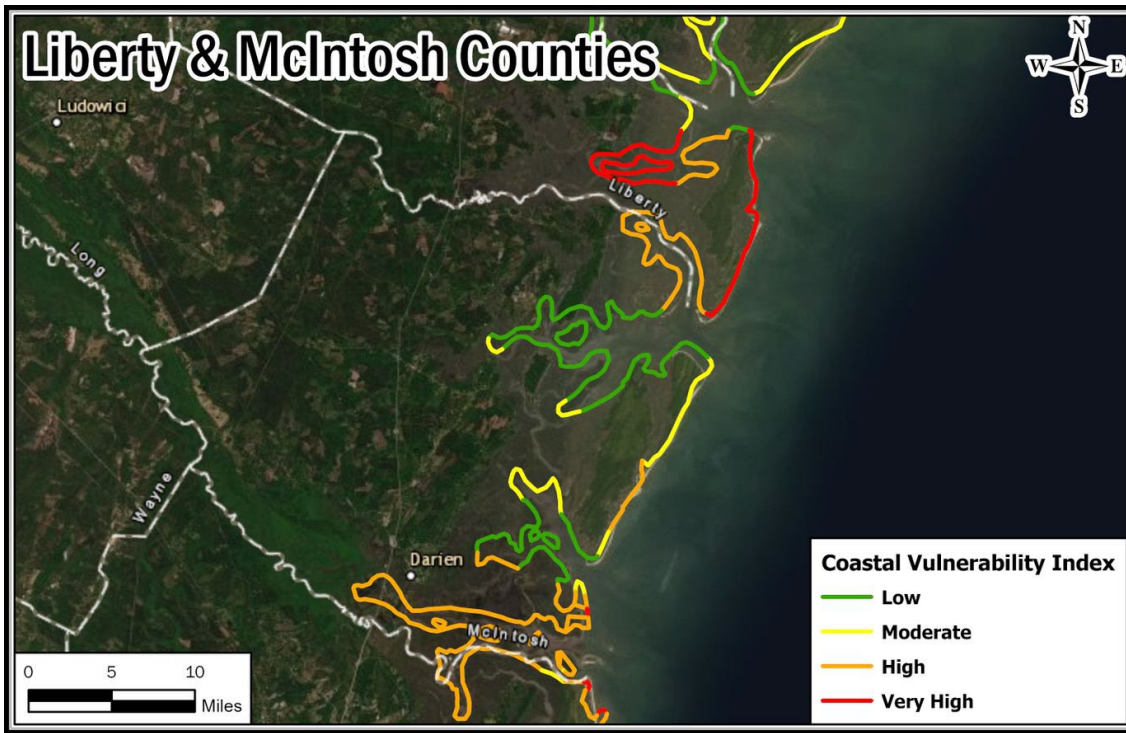 Liberty & McIntosh Counties
N
W E
S
Ludowici
Liberty
Long
Wayne
Darien
McIntosh
Coastal Vulnerability Index
Low
Moderate
High
Very High
0 5 10
Miles